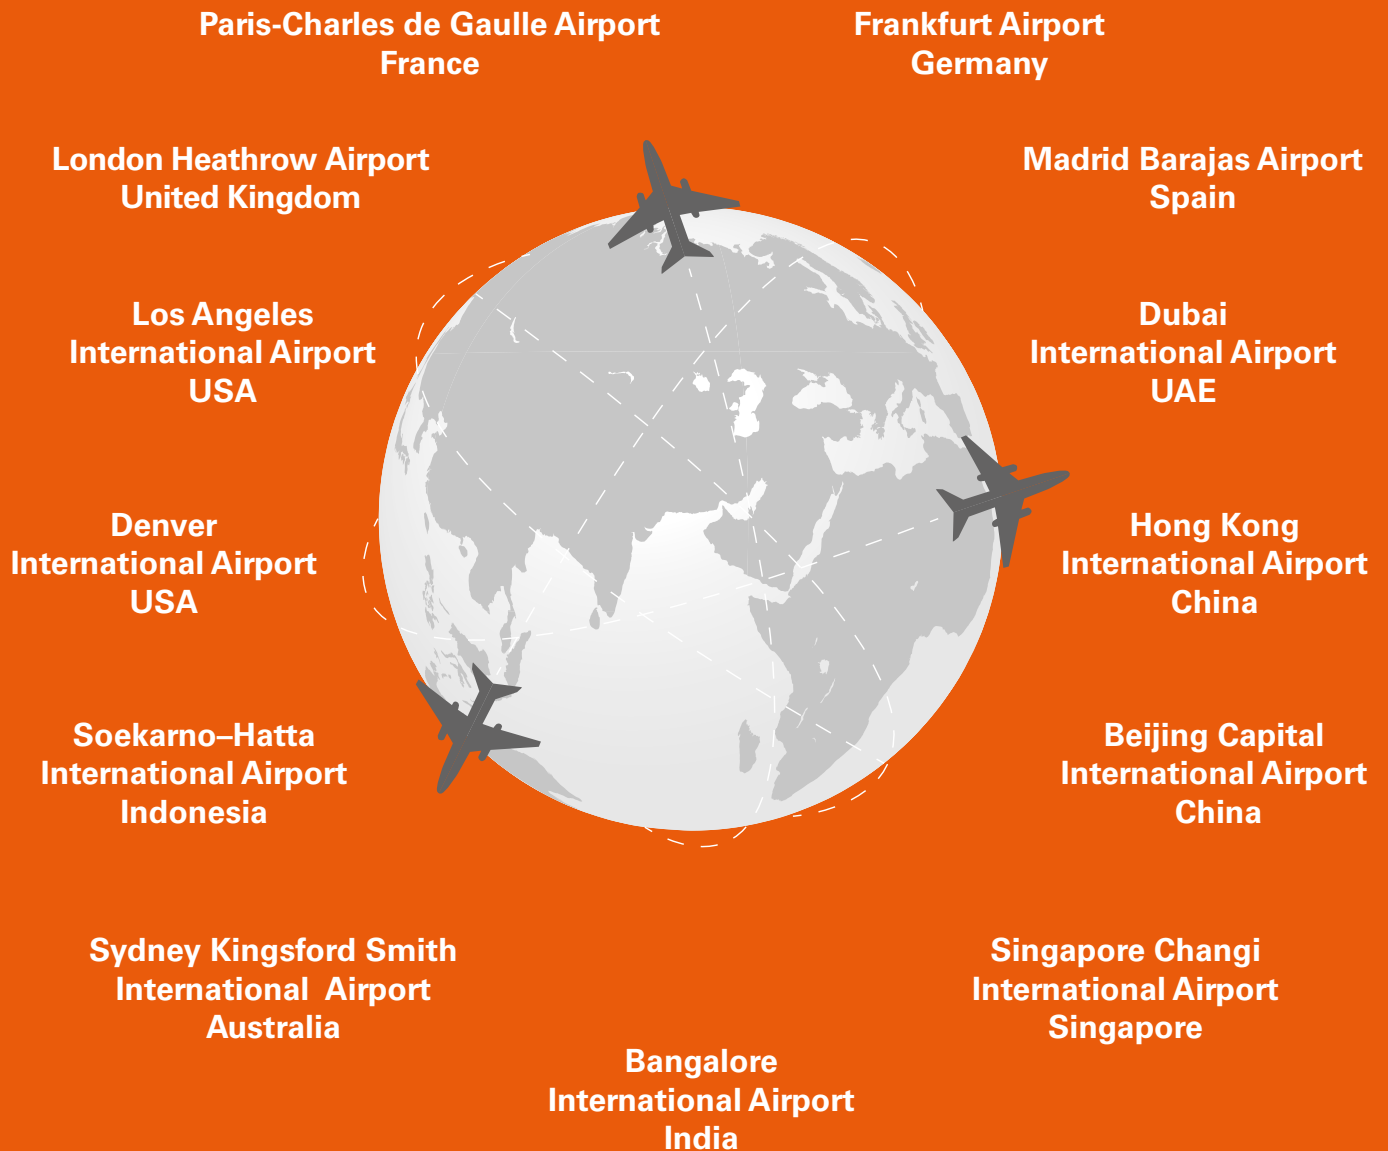 Paris-Charles de Gaulle Airport
France
Frankfurt Airport
Germany
London Heathrow Airport
United Kingdom
Madrid Barajas Airport
Spain
Los Angeles
International Airport
USA
Dubai
International Airport
UAE
Denver
International Airport
USA
Hong Kong
International Airport
China
Soekarno–Hatta
International Airport
Indonesia
Beijing Capital
International Airport
China
Sydney Kingsford Smith
International Airport
Australia
Singapore Changi
International Airport
Singapore
Bangalore
International Airport
India